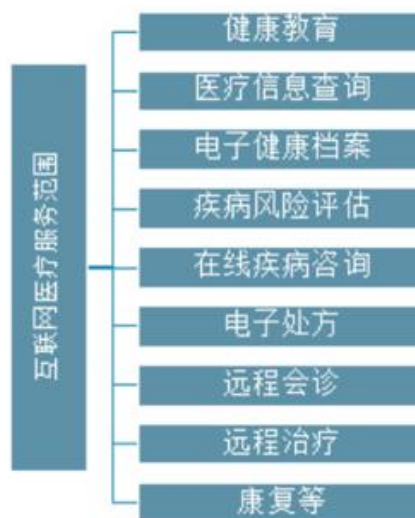 互联网医疗服务范围
健康教育
医疗信息查询
电子健康档案
疾病风险评估
在线疾病咨询
电子处方
远程会诊
远程治疗
康复等